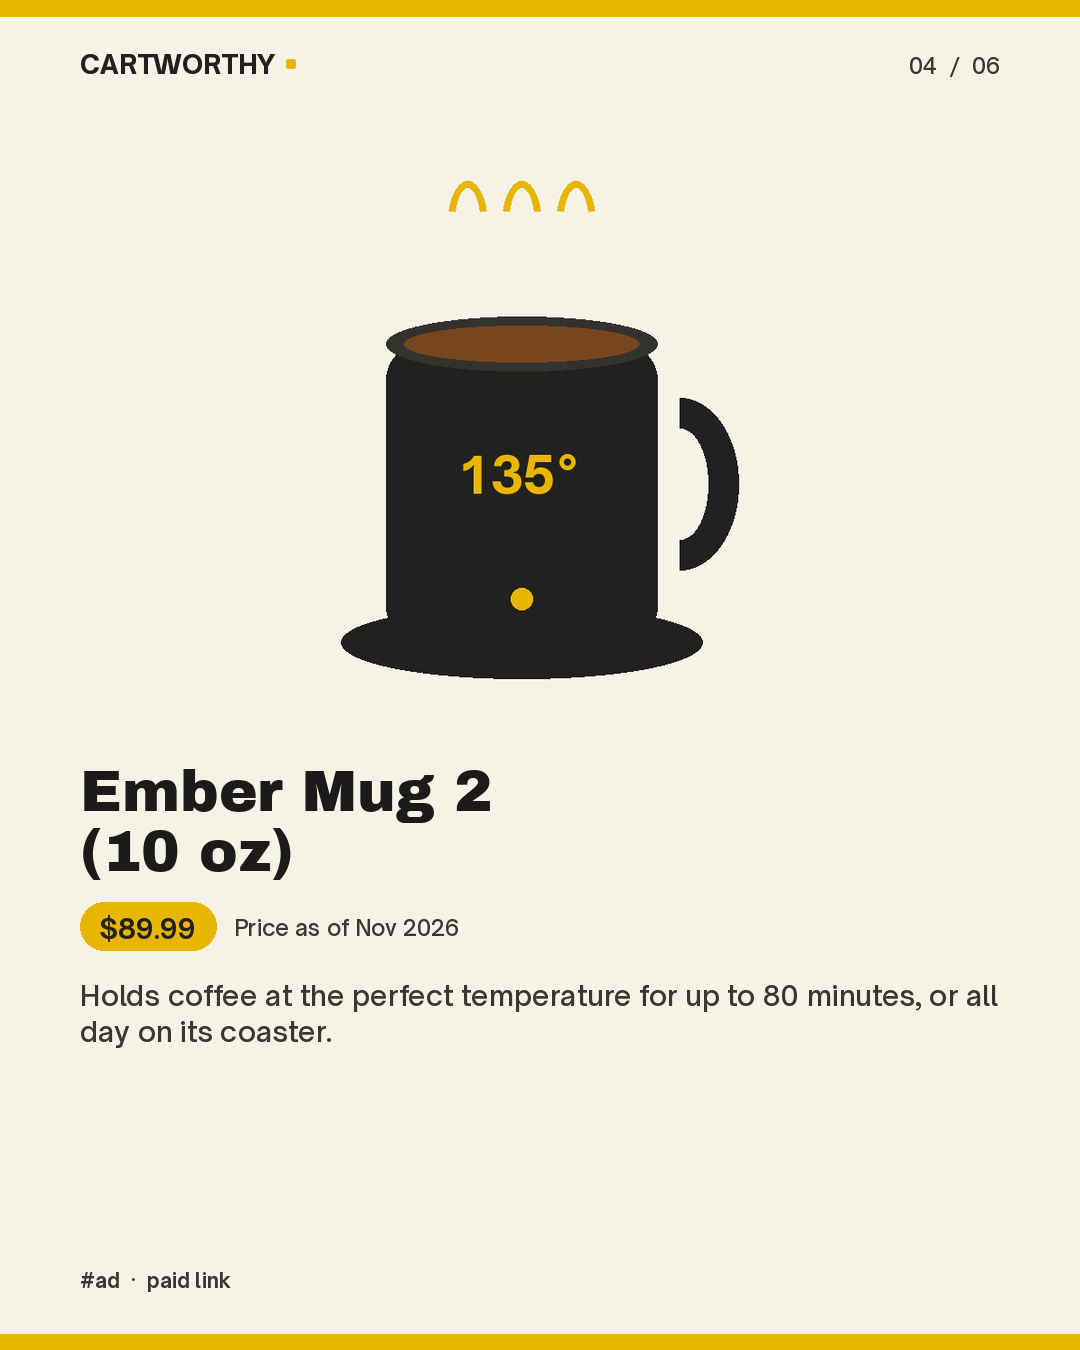 CARTWORTHY
04 / 06
135°
Ember Mug 2
(10 oz)
$89.99 Price as of Nov 2026
Holds coffee at the perfect temperature for up to 80 minutes, or all
day on its coaster.
#ad · paid link